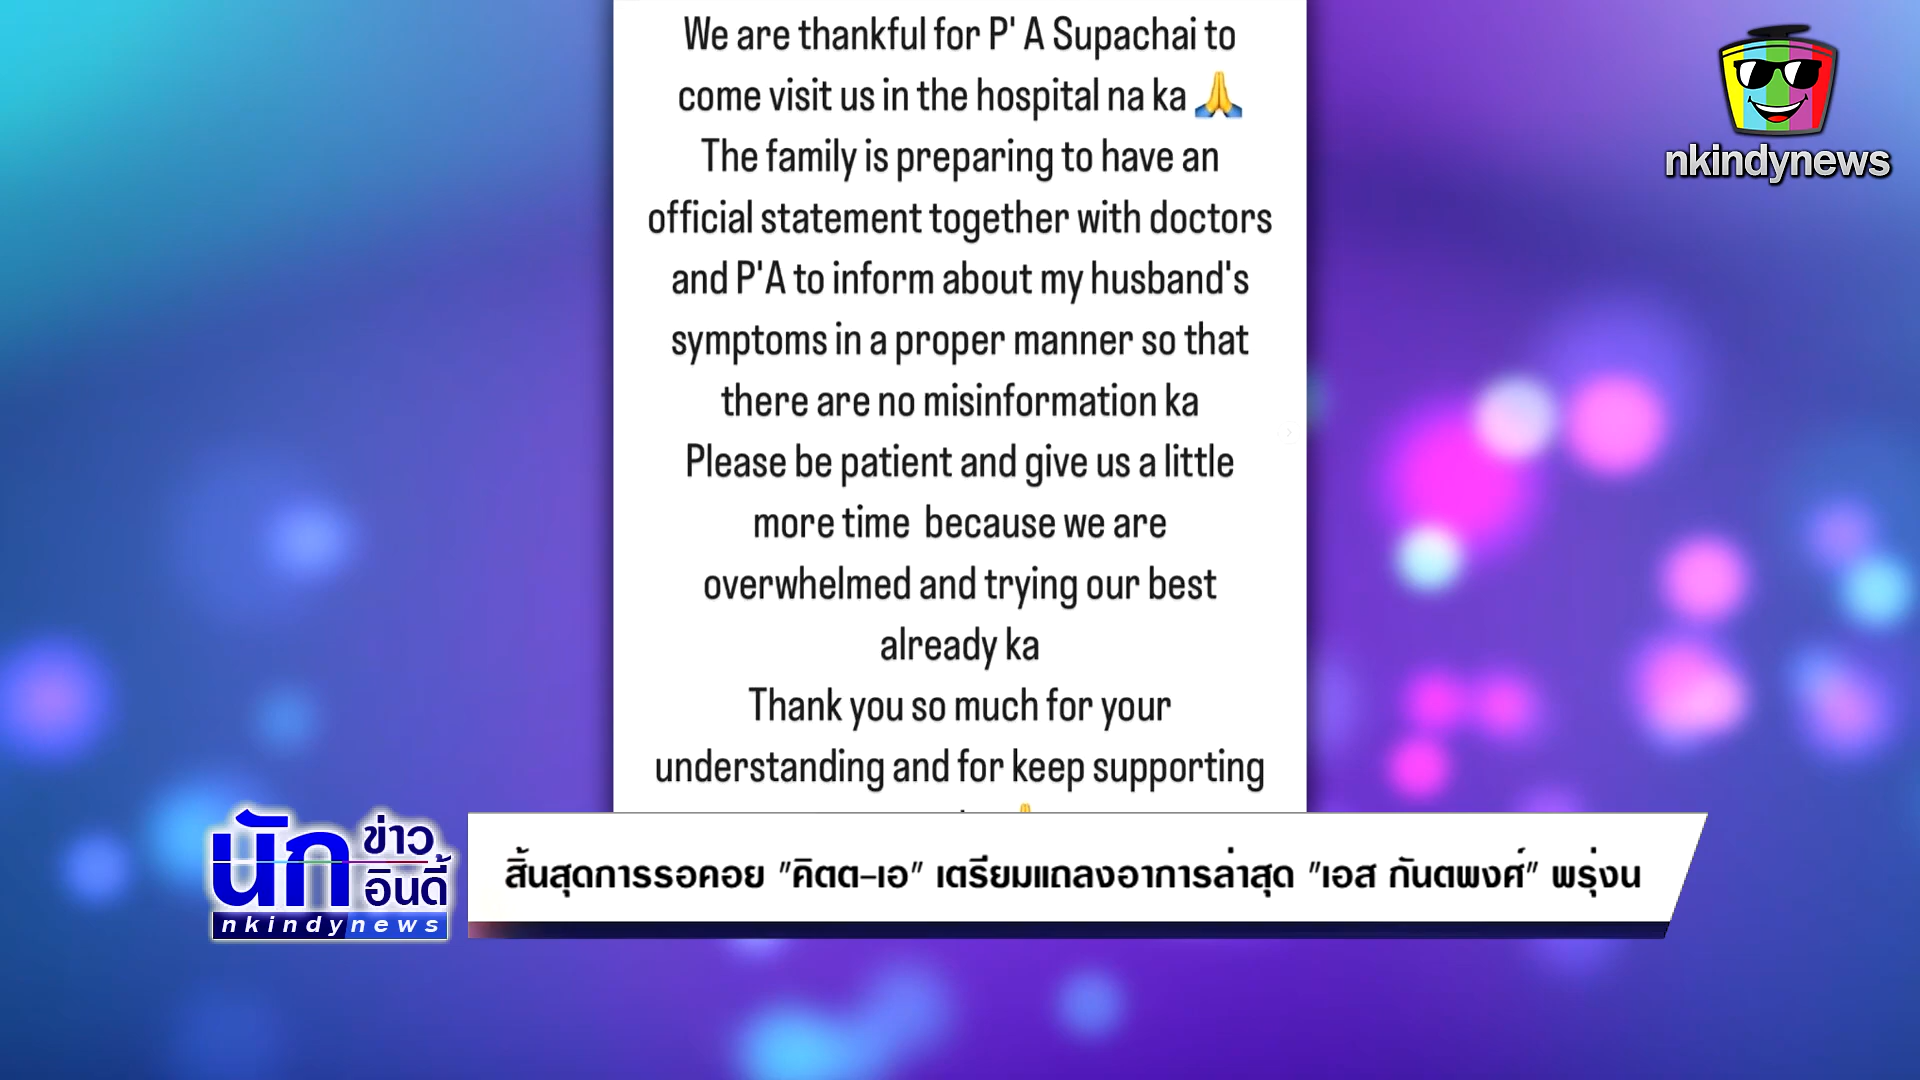 We are thankful for P' A Supachai to
come visit us in the hospital na ka 🙏
The family is preparing to have an
official statement together with doctors
and P'A to inform about my husband's
symptoms in a proper manner so that
there are no misinformation ka
Please be patient and give us a little
more time because we are
overwhelmed and trying our best
already ka
Thank you so much for your
understanding and for keep supporting
nkindynews
นักข่าวอินดี้
nkindynews
สิ้นสุดการรอคอย "คิตต-เอ" เตรียมแถลงอาการล่าสุด "เอส กันตพงศ์" พรุ่งน